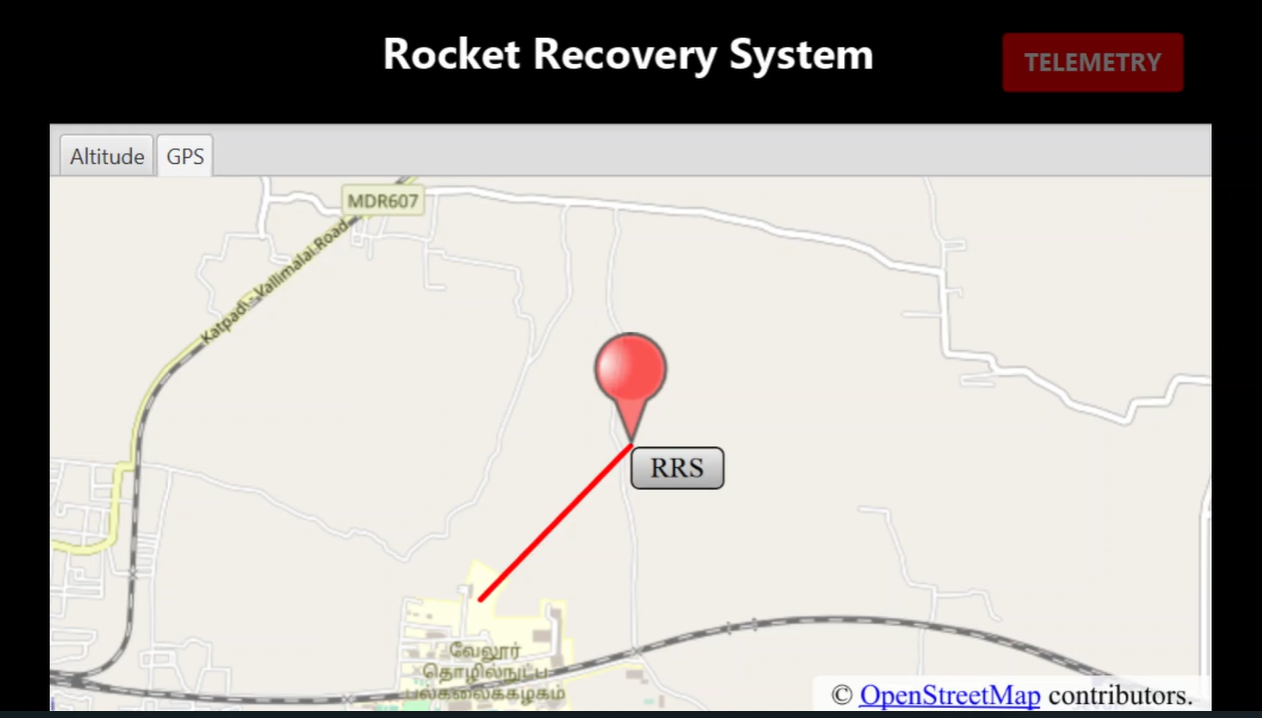 Rocket Recovery System
TELEMETRY
Altitude
GPS
MDR607
Katpadi - Vallimalai Road
RRS
வேலூர்
தொழில்நுட்ப
பல்கலைக்கழகம்
© OpenStreetMap contributors.